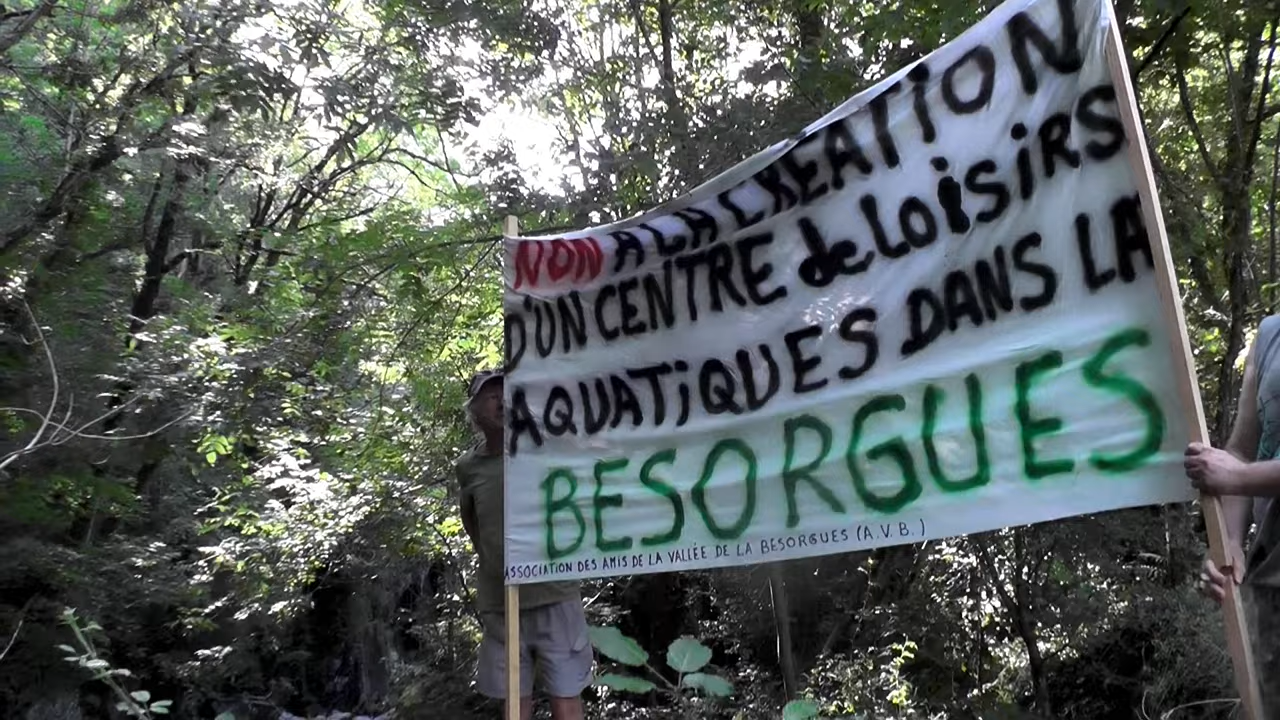 NON A LA CREATION
D'UN CENTRE de LOiSiRS
AQUATiQUES DANS LA
BESORGUES
ASSOCIATION DES AMIS DE LA VALLÉE DE LA BESORGUES (A.V.B.)